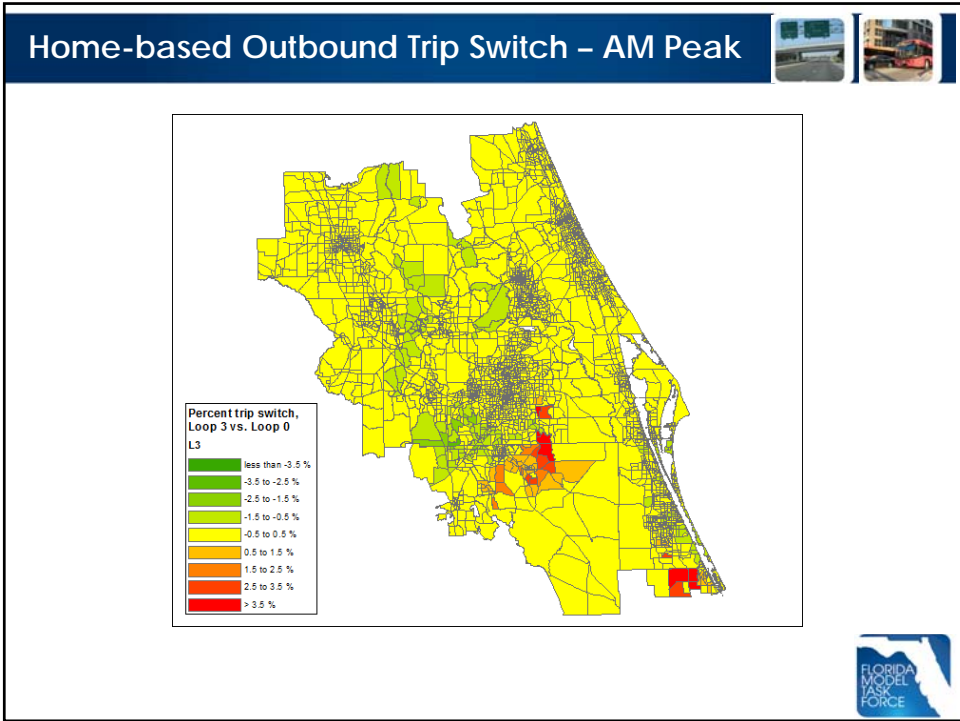 Home-based Outbound Trip Switch – AM Peak
Percent trip switch,
Loop 3 vs. Loop 0
L3
less than -3.5 %
-3.5 to -2.5 %
-2.5 to -1.5 %
-1.5 to -0.5 %
-0.5 to 0.5 %
0.5 to 1.5 %
1.5 to 2.5 %
2.5 to 3.5 %
> 3.5 %
FLORIDA
MODEL
TASK
FORCE